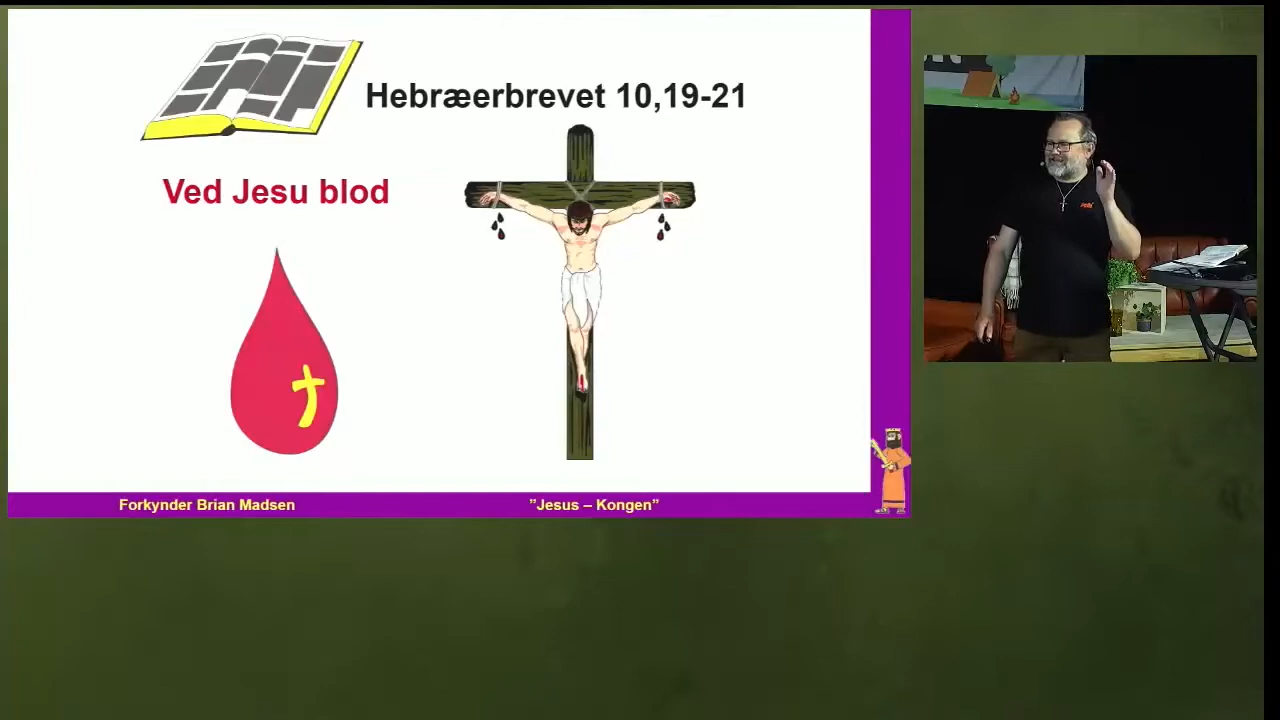 Hebræerbrevet 10,19-21
Ved Jesu blod
Forkynder Brian Madsen
”Jesus – Kongen”